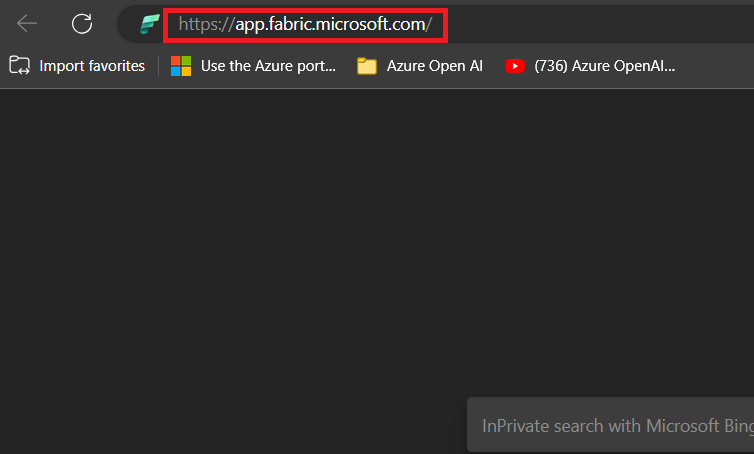 https://app.fabric.microsoft.com/
Import favorites Use the Azure port... Azure Open AI (736) Azure OpenAI...
InPrivate search with Microsoft Bing